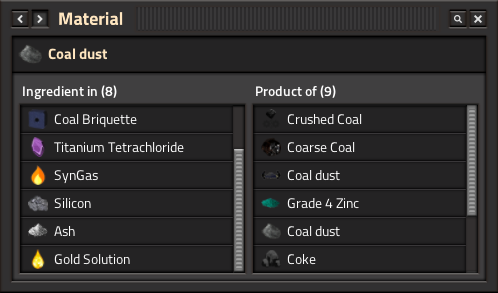 Material
Coal dust
Ingredient in (8)
Coal Briquette
Titanium Tetrachloride
SynGas
Silicon
Ash
Gold Solution
Product of (9)
Crushed Coal
Coarse Coal
Coal dust
Grade 4 Zinc
Coal dust
Coke